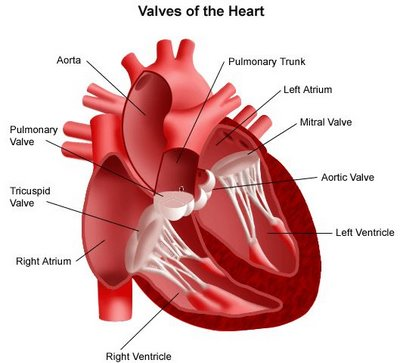 Valves of the Heart
Aorta
Pulmonary Trunk
Left Atrium
Mitral Valve
Pulmonary
Valve
Aortic Valve
Tricuspid
Valve
Left Ventricle
Right Atrium
Right Ventricle